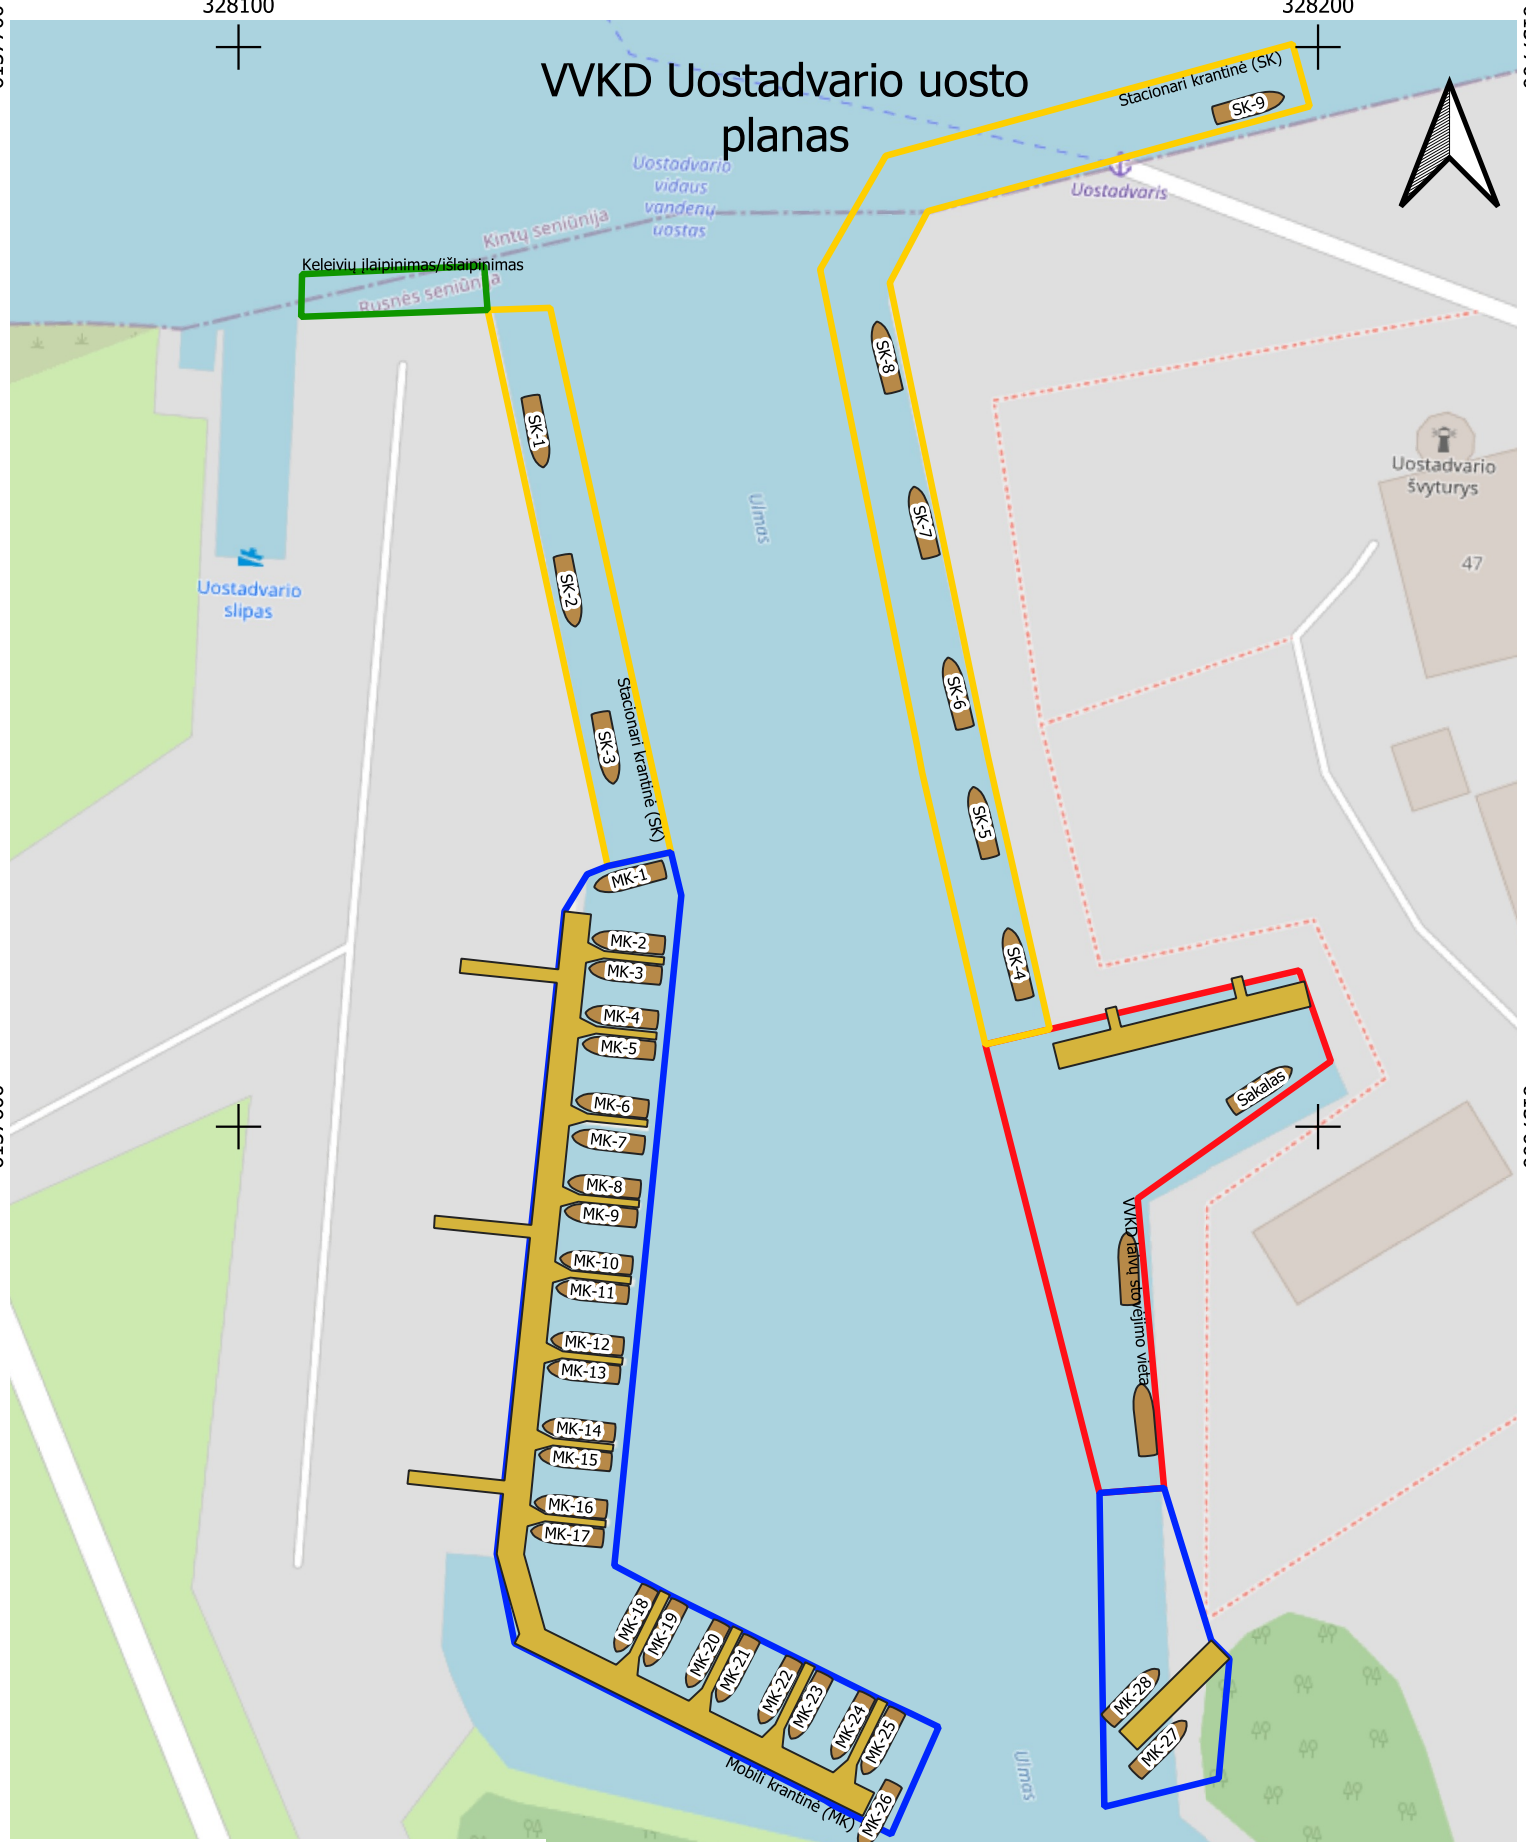 328100
328200
VVKD Uostadvario uosto
planas
Stacionari krantinė (SK)
SK-9
Uostadvario
vidaus
vandenų
uostas
Uostadvaris
Kintų seniūnija
Keleivių įlaipinimas/išlaipinimas
Rusnės seniūnija
SK-8
SK-1
Uostadvario
švyturys
SK-7
Ulmas
47
Uostadvario
slipas
SK-2
SK-6
SK-3
Stacionari krantinė (SK)
SK-5
MK-1
MK-2
MK-3
SK-4
MK-4
MK-5
Sakalas
MK-6
MK-7
MK-8
MK-9
VVKD laivų stovėjimo vieta
MK-10
MK-11
MK-12
MK-13
MK-14
MK-15
MK-16
MK-17
MK-18
MK-19
MK-20
MK-21
MK-22
MK-23
MK-24
MK-25
MK-26
MK-28
MK-27
Mobili krantinė (MK)
Ulmas